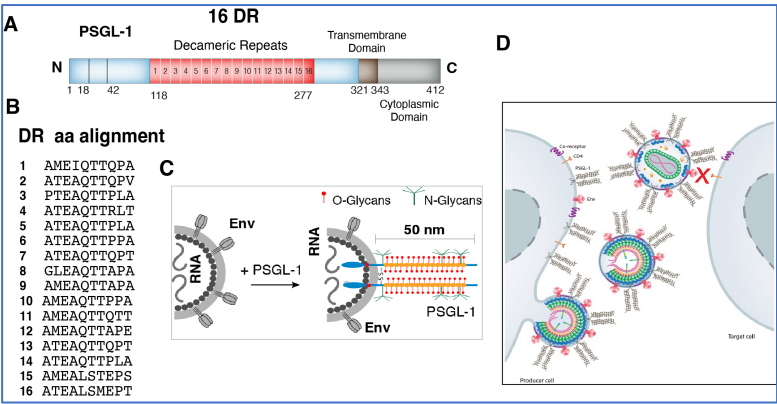 A
16 DR
PSGL-1
Decameric Repeats
Transmembrane
Domain
N
1 2 3 4 5 6 7 8 9 10 11 12 13 14 15 16
C
1 18 42 118 277 321 343 412
Cytoplasmic
Domain
B
DR aa alignment
1 AMEIQTTQPA
2 ATEAQTTQPV
3 PTEAQTTPLA
4 ATEAQTTRLT
5 ATEAQTTPLA
6 ATEAQTTPPA
7 ATEAQTTQPT
8 GLEAQTTAPA
9 AMEAQTTAPA
10 AMEAQTTPPA
11 AMEAQTTQTT
12 AMEAQTTAPE
13 ATEAQTTQPT
14 ATEAQTTPLA
15 AMEALSTEPS
16 ATEALSMEPT
C
O-Glycans N-Glycans
Env
RNA
+ PSGL-1
RNA
50 nm
-S-S-
PSGL-1
Env
D
Co-receptor
CD4
PSGL-1
X
Env
Target cell
Producer cell